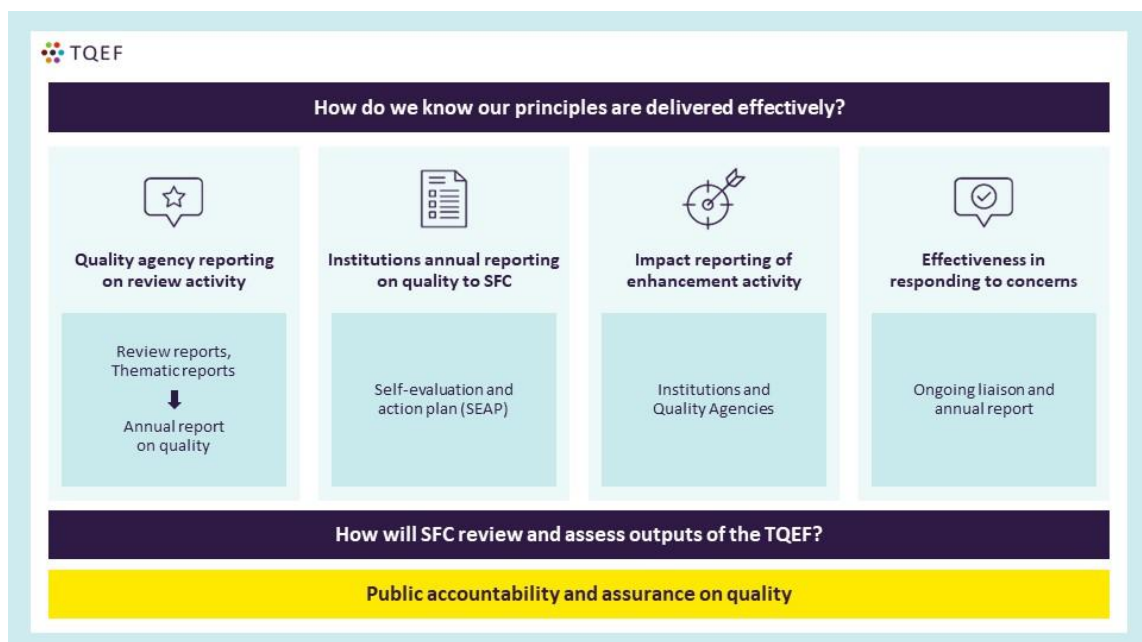 TQEF
How do we know our principles are delivered effectively?
Quality agency reporting
on review activity
Review reports,
Thematic reports
Annual report
on quality
Institutions annual reporting
on quality to SFC
Self-evaluation and
action plan (SEAP)
Impact reporting of
enhancement activity
Institutions and
Quality Agencies
Effectiveness in
responding to concerns
Ongoing liaison and
annual report
How will SFC review and assess outputs of the TQEF?
Public accountability and assurance on quality